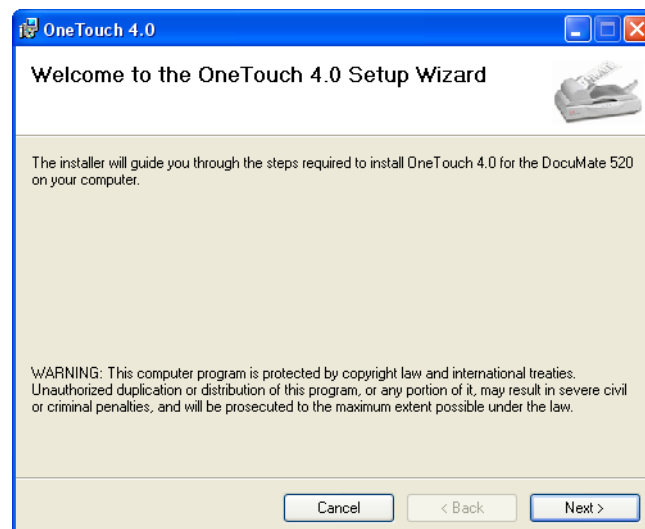 OneTouch 4.0
Welcome to the OneTouch 4.0 Setup Wizard
The installer will guide you through the steps required to install OneTouch 4.0 for the DocuMate 520
on your computer.
WARNING: This computer program is protected by copyright law and international treaties.
Unauthorized duplication or distribution of this program, or any portion of it, may result in severe civil
or criminal penalties, and will be prosecuted to the maximum extent possible under the law.
Cancel < Back Next >